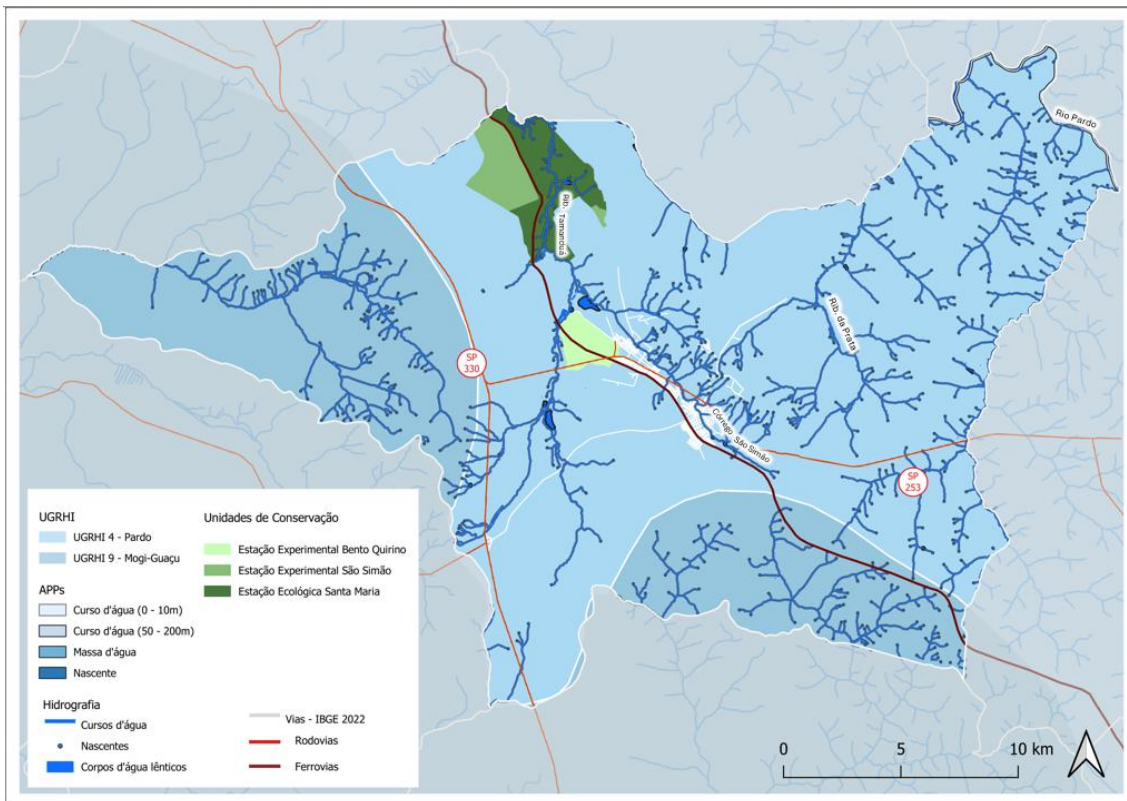 Rio Pardo
Rib. Tamanduá
Rib. da Prata
SP
330
Córrego São Simão
SP
253
UGRHI
UGRHI 4 - Pardo
UGRHI 9 - Mogi-Guaçu
APPs
Curso d'água (0 - 10m)
Curso d'água (50 - 200m)
Massa d'água
Nascente
Hidrografia
Cursos d'água
Nascentes
Corpos d'água lênticos
Unidades de Conservação
Estação Experimental Bento Quirino
Estação Experimental São Simão
Estação Ecológica Santa Maria
Vias - IBGE 2022
Rodovias
Ferrovias
0 5 10 km